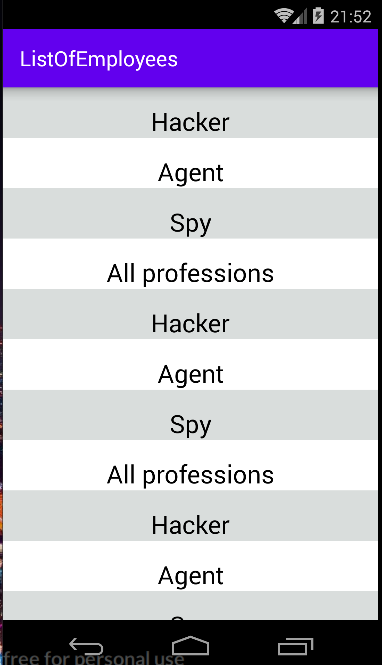 21:52
ListOfEmployees
Hacker
Agent
Spy
All professions
Hacker
Agent
Spy
All professions
Hacker
Agent
free for personal use